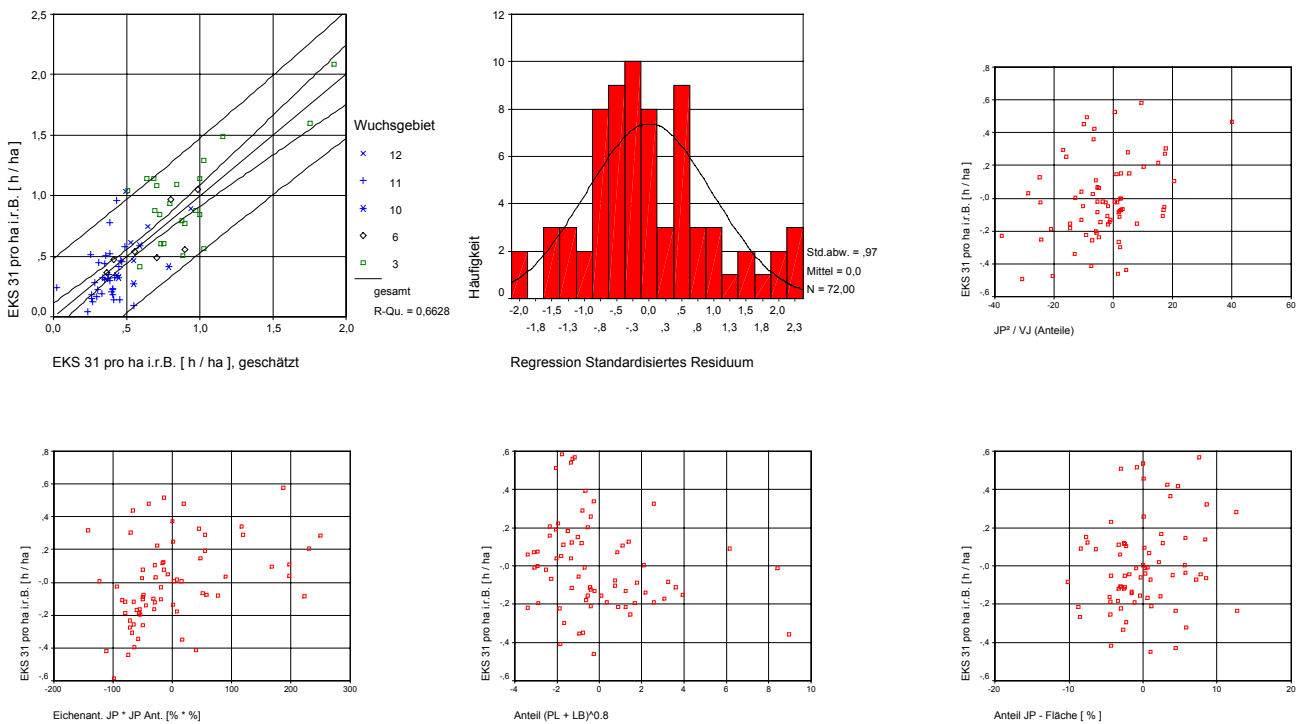 2,5
2,0
1,5
1,0
,5
0,0
0,0 ,5 1,0 1,5 2,0
EKS 31 pro ha i.r.B. [ h / ha ]
EKS 31 pro ha i.r.B. [ h / ha ], geschätzt
Wuchsgebiet
12
11
10
6
3
gesamt
R-Qu. = 0,6628
12
10
8
6
4
2
0
Häufigkeit
-2,0 -1,5 -1,0 -,5 0,0 ,5 1,0 1,5 2,0
-1,8 -1,3 -,8 -,3 ,3 ,8 1,3 1,8 2,3
Regression Standardisiertes Residuum
Std.abw. = ,97
Mittel = 0,0
N = 72,00
,8
,6
,4
,2
-,0
-,2
-,4
-,6
-40 -20 0 20 40 60
EKS 31 pro ha i.r.B. [ h / ha ]
JP² / VJ (Anteile)
,8
,6
,4
,2
-,0
-,2
-,4
-,6
-200 -100 0 100 200 300
EKS 31 pro ha i.r.B. [ h / ha ]
Eichenant. JP * JP Ant. [% * %]
,6
,4
,2
-,0
-,2
-,4
-,6
-4 -2 0 2 4 6 8 10
EKS 31 pro ha i.r.B. [ h / ha ]
Anteil (PL + LB)^0.8
,6
,4
,2
-,0
-,2
-,4
-,6
-20 -10 0 10 20
EKS 31 pro ha i.r.B. [ h / ha ]
Anteil JP - Fläche [ % ]